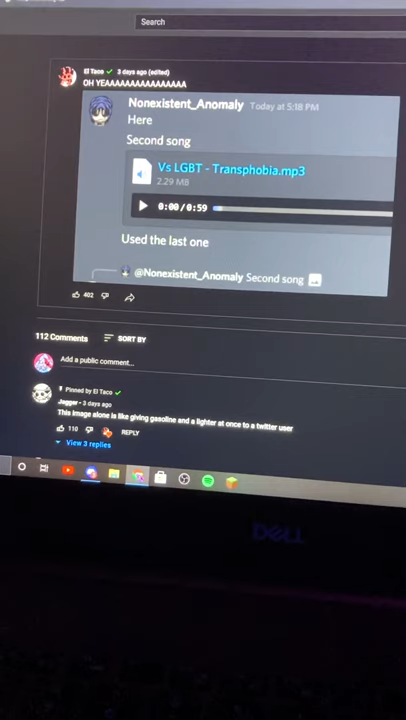 Search
El Taco 3 days ago (edited)
OH YEAAAAAAAAAAAAAAAA
Nonexistent_Anomaly Today at 5:18 PM
Here
Second song
Vs LGBT - Transphobia.mp3
2.29 MB
0:00/0:59
Used the last one
@Nonexistent_Anomaly Second song
402
112 Comments SORT BY
Add a public comment...
Pinned by El Taco
Jagger • 3 days ago
This image alone is like giving gasoline and a lighter at once to a twitter user
110 REPLY
View 3 replies
DELL